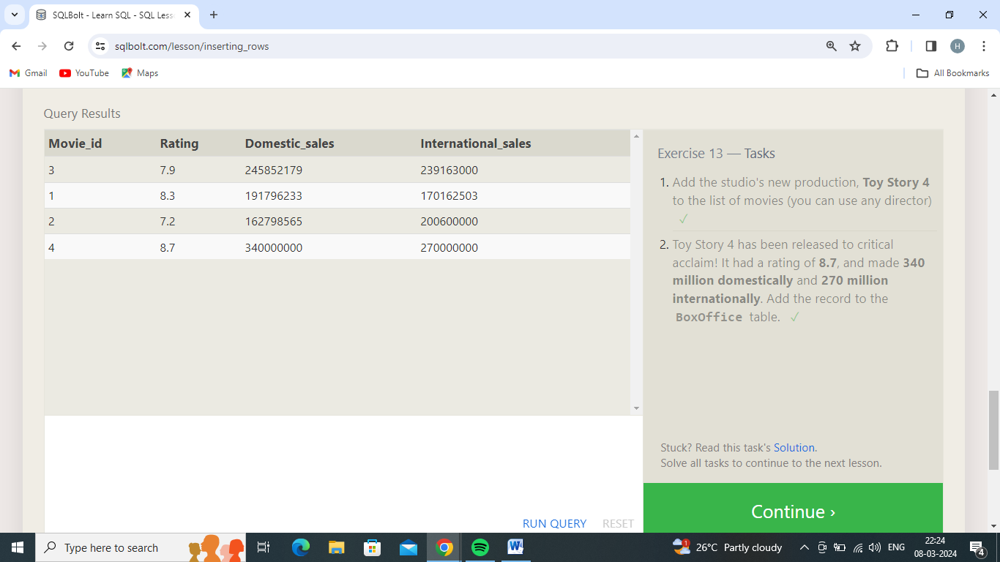 SQLBolt - Learn SQL - SQL Less
sqlbolt.com/lesson/inserting_rows
H
Gmail
YouTube
Maps
All Bookmarks
Query Results
Movie_id Rating Domestic_sales International_sales
3 7.9 245852179 239163000
1 8.3 191796233 170162503
2 7.2 162798565 200600000
4 8.7 340000000 270000000
Exercise 13 — Tasks
1. Add the studio's new production, Toy Story 4
to the list of movies (you can use any director)
✓
2. Toy Story 4 has been released to critical
acclaim! It had a rating of 8.7, and made 340
million domestically and 270 million
internationally. Add the record to the
BoxOffice table. ✓
Stuck? Read this task's Solution.
Solve all tasks to continue to the next lesson.
Continue ›
RUN QUERY RESET
Type here to search
1
26°C Partly cloudy
ENG
22:24
08-03-2024
4